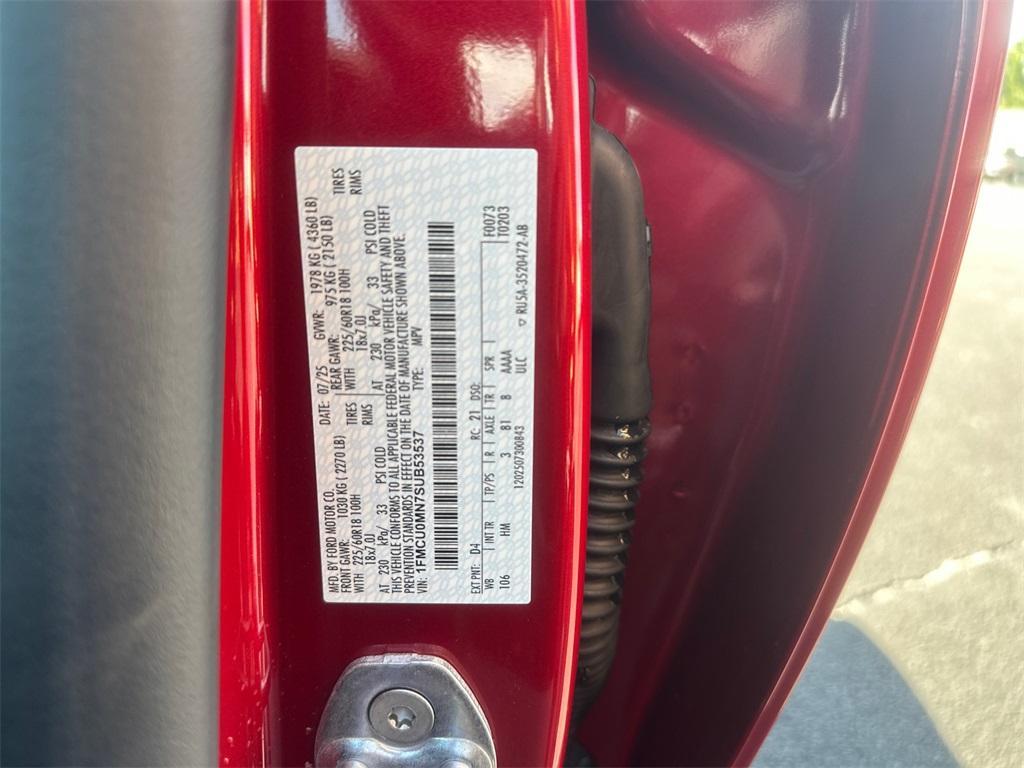 MFD. BY FORD MOTOR CO.
DATE: 07/25 GVWR: 1978 KG ( 4360 LB)
FRONT GAWR: 1030 KG ( 2270 LB)
REAR GAWR: 975 KG ( 2150 LB)
WITH 225/60R18 100H TIRES
WITH 225/60R18 100H TIRES
18x7.0J RIMS
18x7.0J RIMS
AT 230 kPa/ 33 PSI COLD
AT 230 kPa/ 33 PSI COLD
THIS VEHICLE CONFORMS TO ALL APPLICABLE FEDERAL MOTOR VEHICLE SAFETY AND THEFT
PREVENTION STANDARDS IN EFFECT ON THE DATE OF MANUFACTURE SHOWN ABOVE.
VIN: 1FMCU0MN7SUB53537 TYPE: MPV
EXT PNT: D4 RC: 21 DSO: F0073
WB INT TR TP/PS R AXLE TR SPR T0203
106 HM 3 81 8 AAAA
1202507300843 ULC ▽ RU5A-3520472-AB